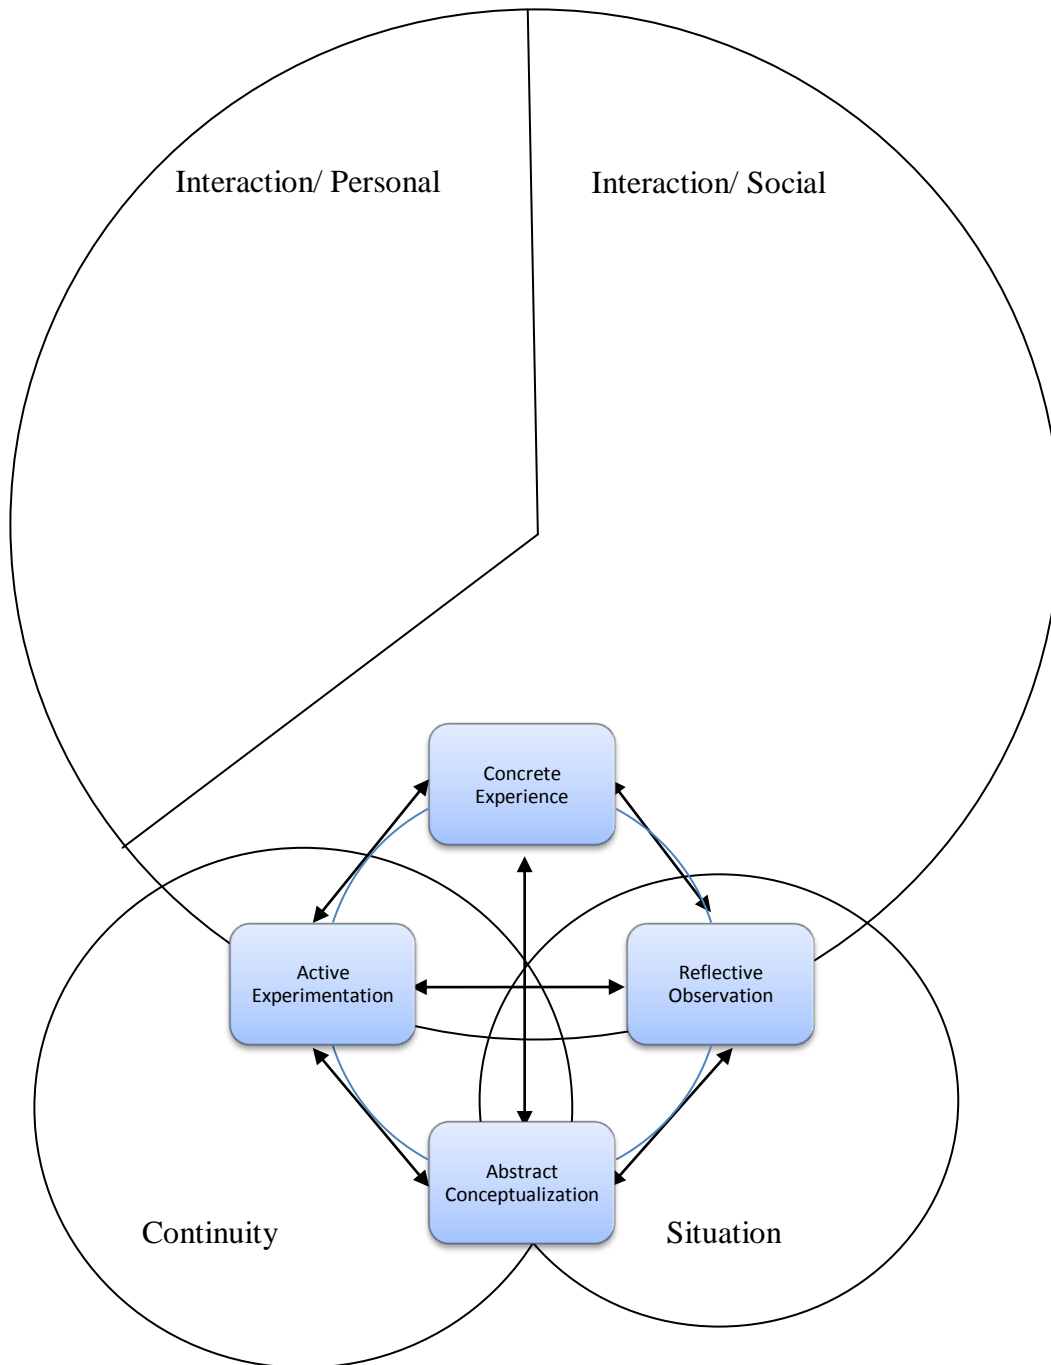 Interaction/ Personal
Interaction/ Social
Concrete
Experience
Active
Experimentation
Reflective
Observation
Abstract
Conceptualization
Continuity
Situation